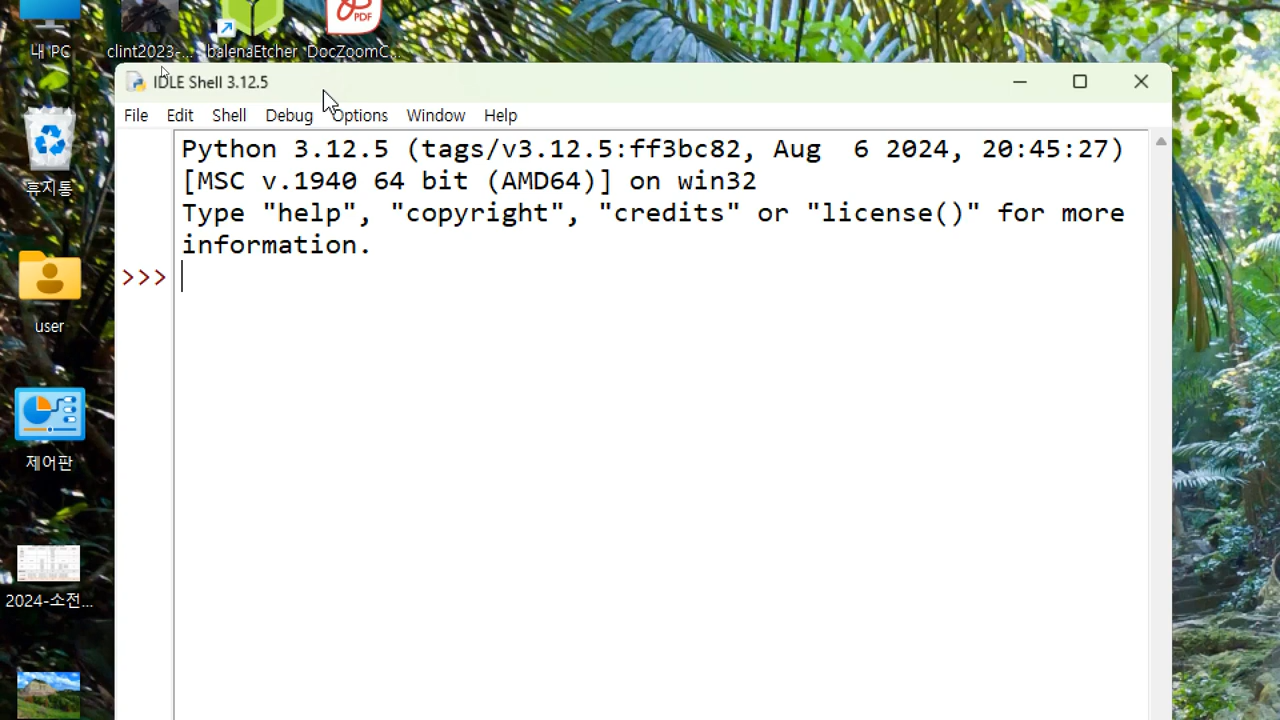 내 PC
clint2023-...
balenaEtcher
DocZoomC...
PDF
IDLE Shell 3.12.5
File Edit Shell Debug Options Window Help
Python 3.12.5 (tags/v3.12.5:ff3bc82, Aug  6 2024, 20:45:27)
[MSC v.1940 64 bit (AMD64)] on win32
Type "help", "copyright", "credits" or "license()" for more
information.
>>>
휴지통
user
제어판
2024-소전...